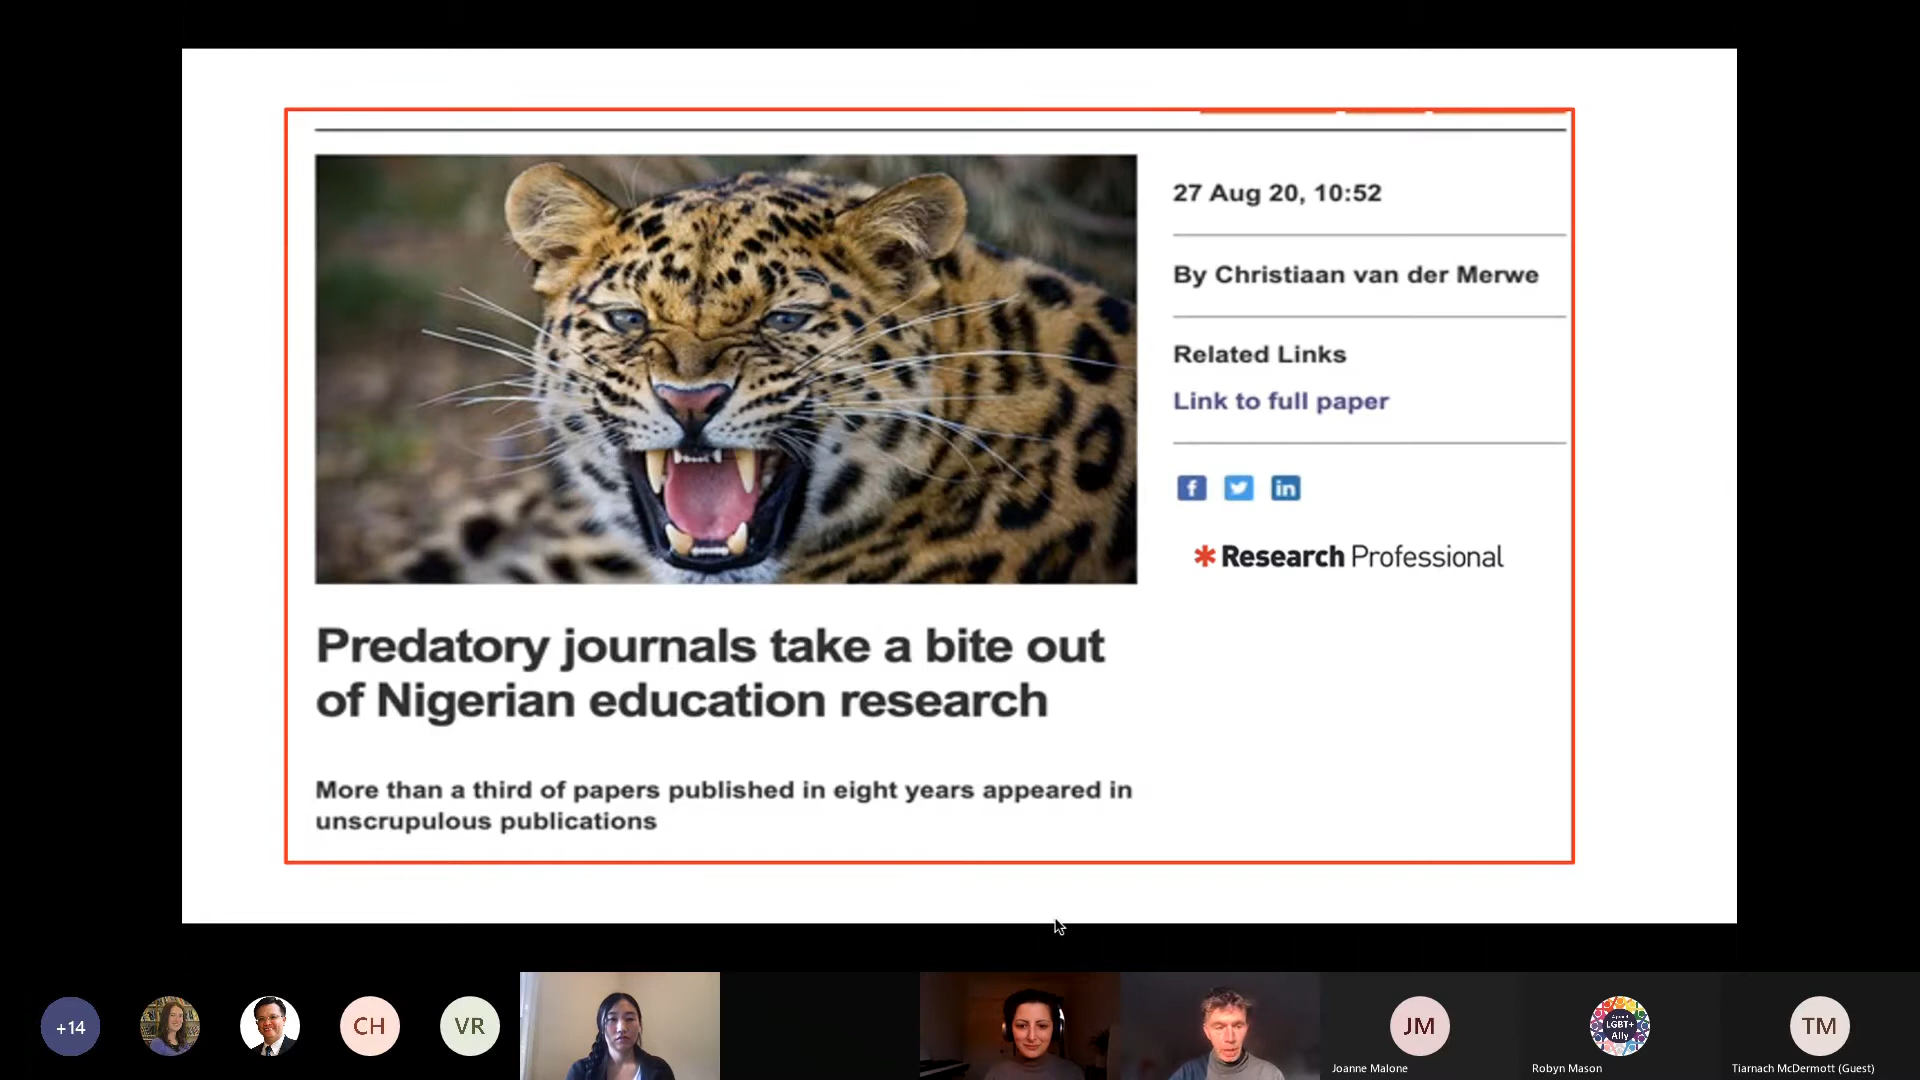 27 Aug 20, 10:52
By Christiaan van der Merwe
Related Links
Link to full paper
f in
Research Professional
Predatory journals take a bite out
of Nigerian education research
More than a third of papers published in eight years appeared in
unscrupulous publications
+14
CH
VR
JM
Joanne Malone
LGBT+
Ally
Robyn Mason
TM
Tiarnach McDermott (Guest)